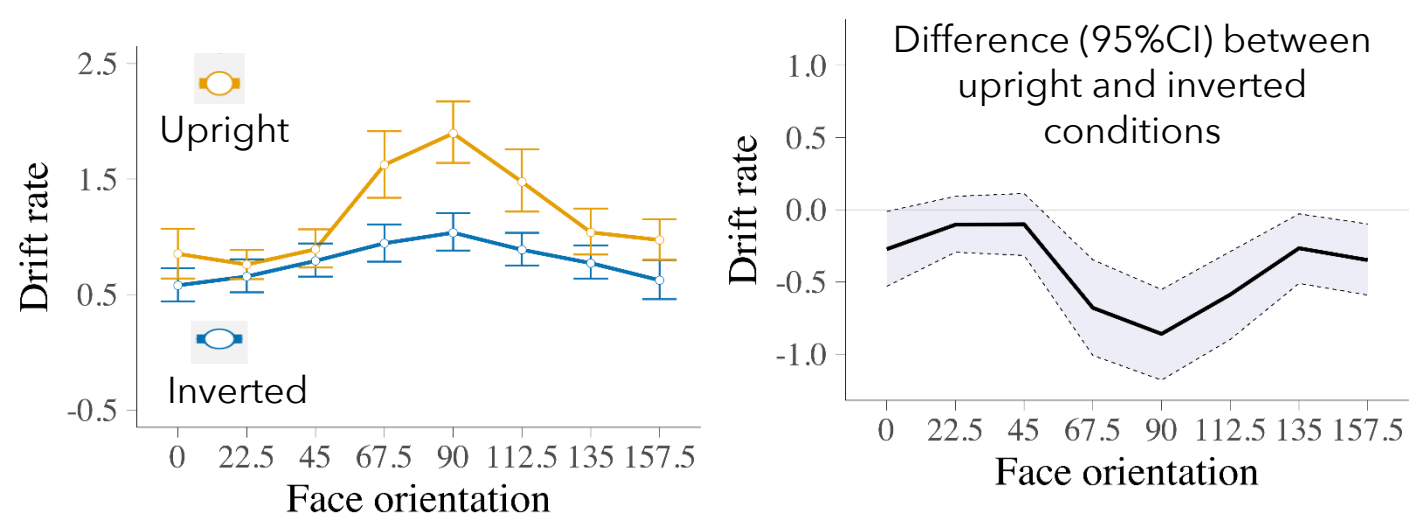 2.5
1.5
0.5
-0.5
Drift rate
Upright
Inverted
0 22.5 45 67.5 90 112.5 135 157.5
Face orientation
Difference (95%CI) between
upright and inverted
conditions
1.0
0.5
0.0
-0.5
-1.0
Drift rate
0 22.5 45 67.5 90 112.5 135 157.5
Face orientation